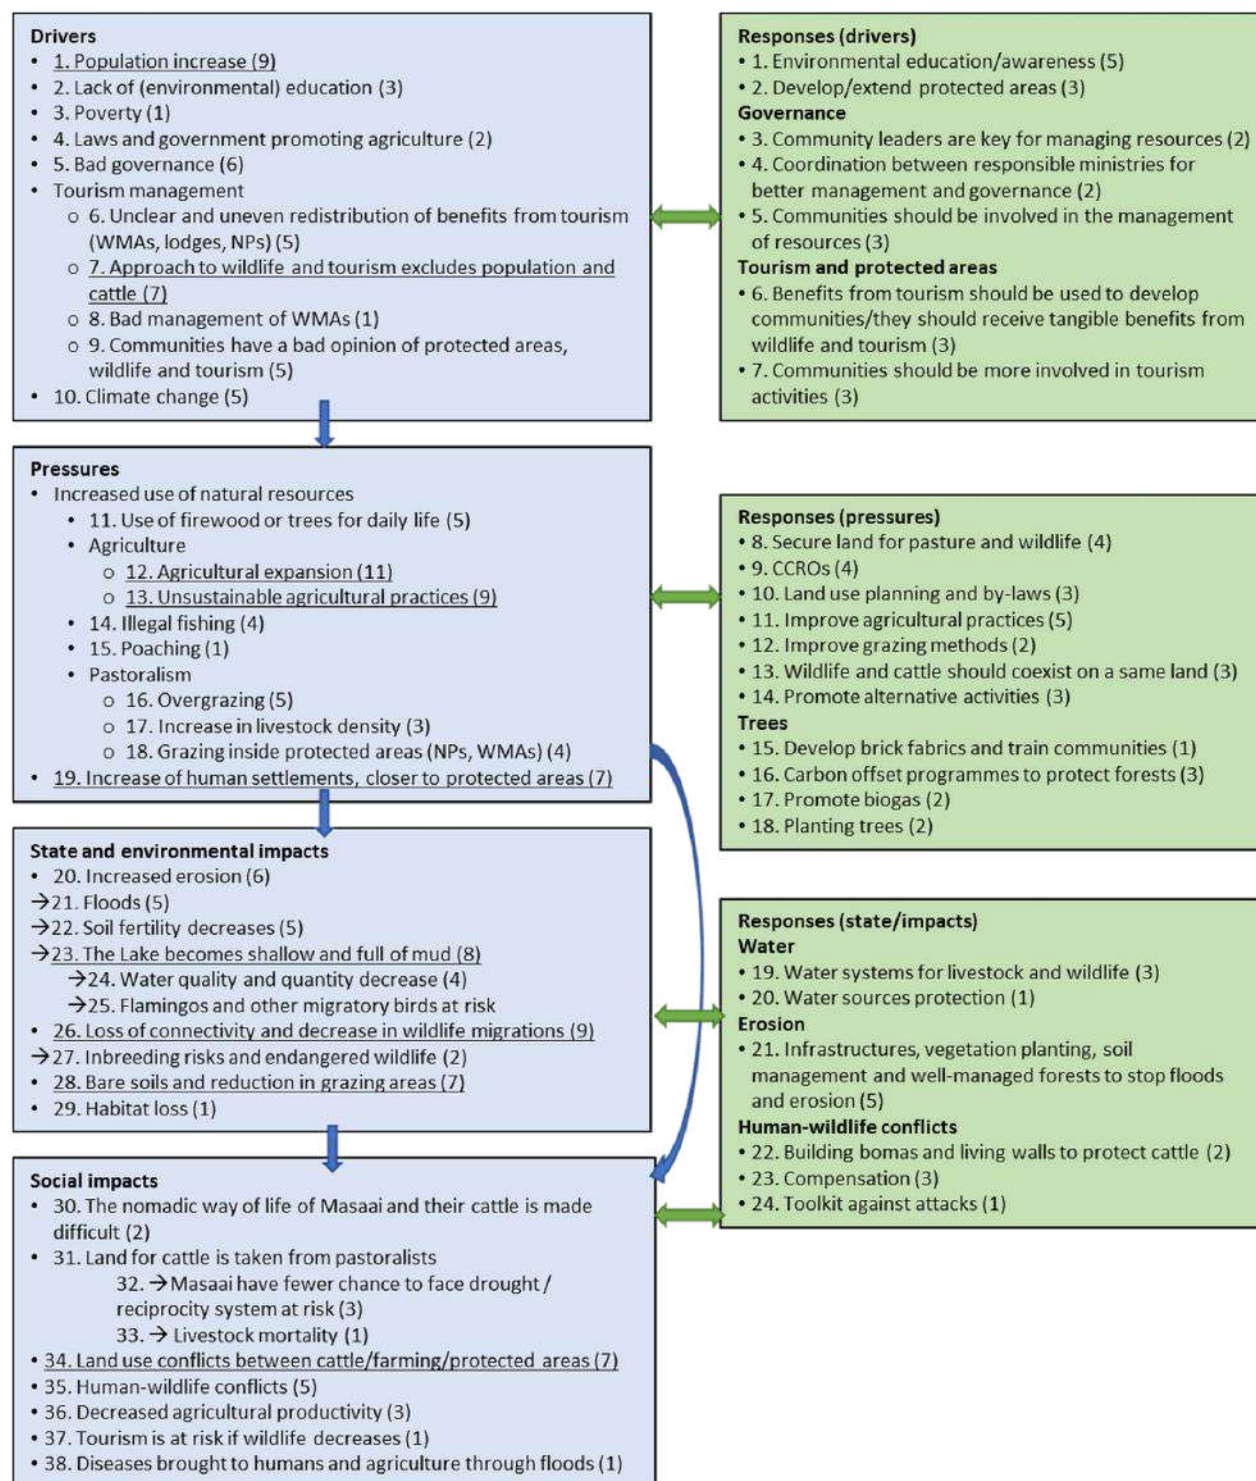 Drivers
• 1. Population increase (9)
• 2. Lack of (environmental) education (3)
• 3. Poverty (1)
• 4. Laws and government promoting agriculture (2)
• 5. Bad governance (6)
• Tourism management
o 6. Unclear and uneven redistribution of benefits from tourism
(WMAs, lodges, NPs) (5)
o 7. Approach to wildlife and tourism excludes population and
cattle (7)
o 8. Bad management of WMAs (1)
o 9. Communities have a bad opinion of protected areas,
wildlife and tourism (5)
• 10. Climate change (5)
Responses (drivers)
• 1. Environmental education/awareness (5)
• 2. Develop/extend protected areas (3)
Governance
• 3. Community leaders are key for managing resources (2)
• 4. Coordination between responsible ministries for
better management and governance (2)
• 5. Communities should be involved in the management
of resources (3)
Tourism and protected areas
• 6. Benefits from tourism should be used to develop
communities/they should receive tangible benefits from
wildlife and tourism (3)
• 7. Communities should be more involved in tourism
activities (3)
Pressures
• Increased use of natural resources
• 11. Use of firewood or trees for daily life (5)
• Agriculture
o 12. Agricultural expansion (11)
o 13. Unsustainable agricultural practices (9)
• 14. Illegal fishing (4)
• 15. Poaching (1)
• Pastoralism
o 16. Overgrazing (5)
o 17. Increase in livestock density (3)
o 18. Grazing inside protected areas (NPs, WMAs) (4)
• 19. Increase of human settlements, closer to protected areas (7)
Responses (pressures)
• 8. Secure land for pasture and wildlife (4)
• 9. CCROs (4)
• 10. Land use planning and by-laws (3)
• 11. Improve agricultural practices (5)
• 12. Improve grazing methods (2)
• 13. Wildlife and cattle should coexist on a same land (3)
• 14. Promote alternative activities (3)
Trees
• 15. Develop brick fabrics and train communities (1)
• 16. Carbon offset programmes to protect forests (3)
• 17. Promote biogas (2)
• 18. Planting trees (2)
State and environmental impacts
• 20. Increased erosion (6)
→21. Floods (5)
→22. Soil fertility decreases (5)
→23. The Lake becomes shallow and full of mud (8)
→24. Water quality and quantity decrease (4)
→25. Flamingos and other migratory birds at risk
• 26. Loss of connectivity and decrease in wildlife migrations (9)
→27. Inbreeding risks and endangered wildlife (2)
• 28. Bare soils and reduction in grazing areas (7)
• 29. Habitat loss (1)
Responses (state/impacts)
Water
• 19. Water systems for livestock and wildlife (3)
• 20. Water sources protection (1)
Erosion
• 21. Infrastructures, vegetation planting, soil
management and well-managed forests to stop floods
and erosion (5)
Human-wildlife conflicts
• 22. Building bomas and living walls to protect cattle (2)
• 23. Compensation (3)
• 24. Toolkit against attacks (1)
Social impacts
• 30. The nomadic way of life of Masaai and their cattle is made
difficult (2)
• 31. Land for cattle is taken from pastoralists
32. → Masaai have fewer chance to face drought /
reciprocity system at risk (3)
33. → Livestock mortality (1)
• 34. Land use conflicts between cattle/farming/protected areas (7)
• 35. Human-wildlife conflicts (5)
• 36. Decreased agricultural productivity (3)
• 37. Tourism is at risk if wildlife decreases (1)
• 38. Diseases brought to humans and agriculture through floods (1)